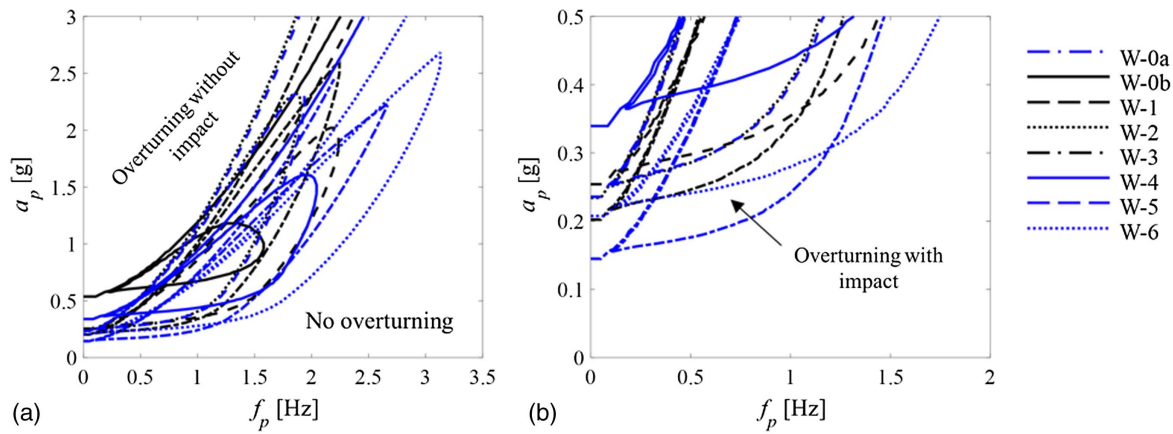 3
2.5
2
1.5
1
0.5
0
a_p [g]
Overturning without
impact
No overturning
0 0.5 1 1.5 2 2.5 3 3.5
(a)
f_p [Hz]
0.5
0.4
0.3
0.2
0.1
0
a_p [g]
Overturning with
impact
0 0.5 1 1.5 2
(b)
f_p [Hz]
W-0a
W-0b
W-1
W-2
W-3
W-4
W-5
W-6